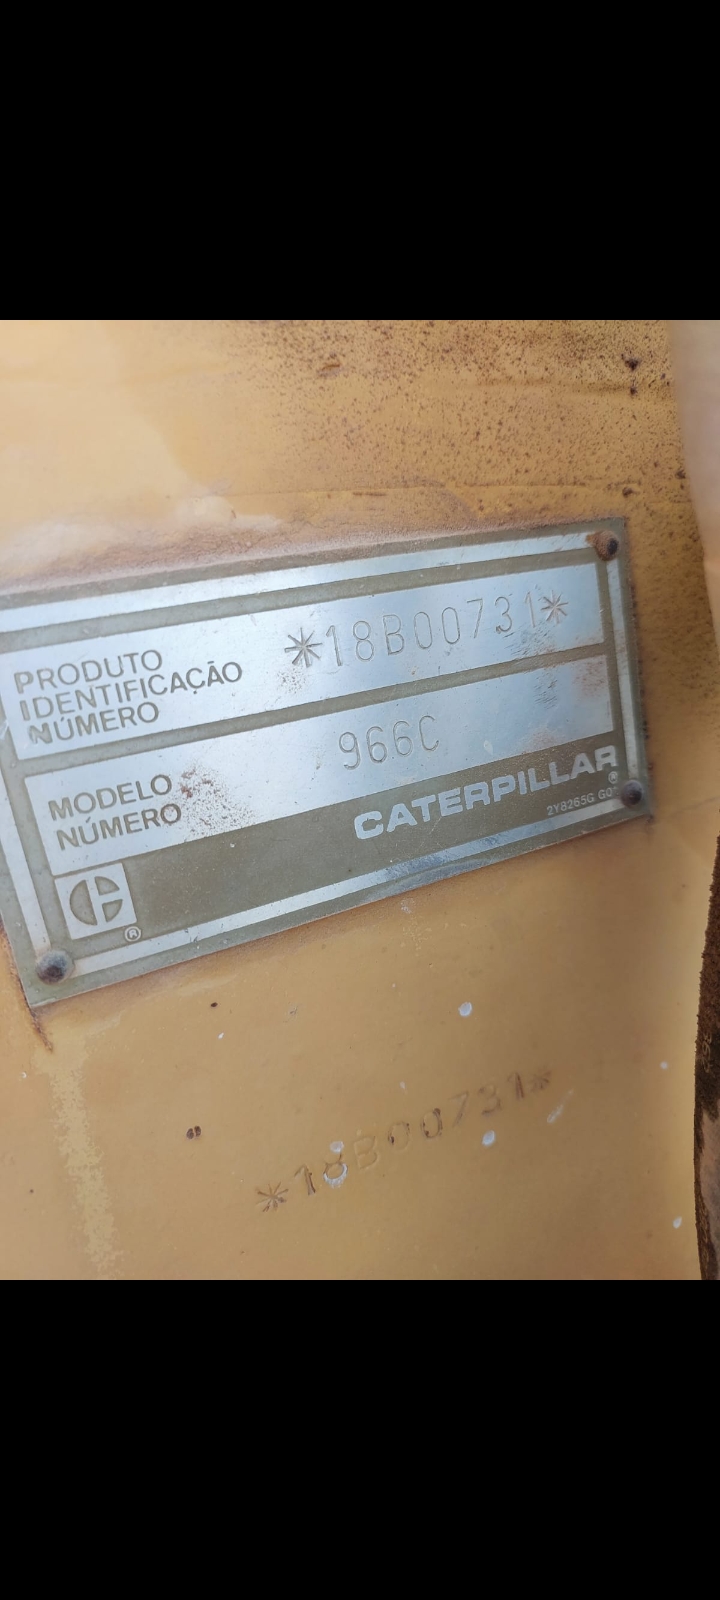 PRODUTO
IDENTIFICAÇÃO
NÚMERO
*18B00731*
MODELO
NÚMERO
966C
CATERPILLAR
®
®
*18B00731*